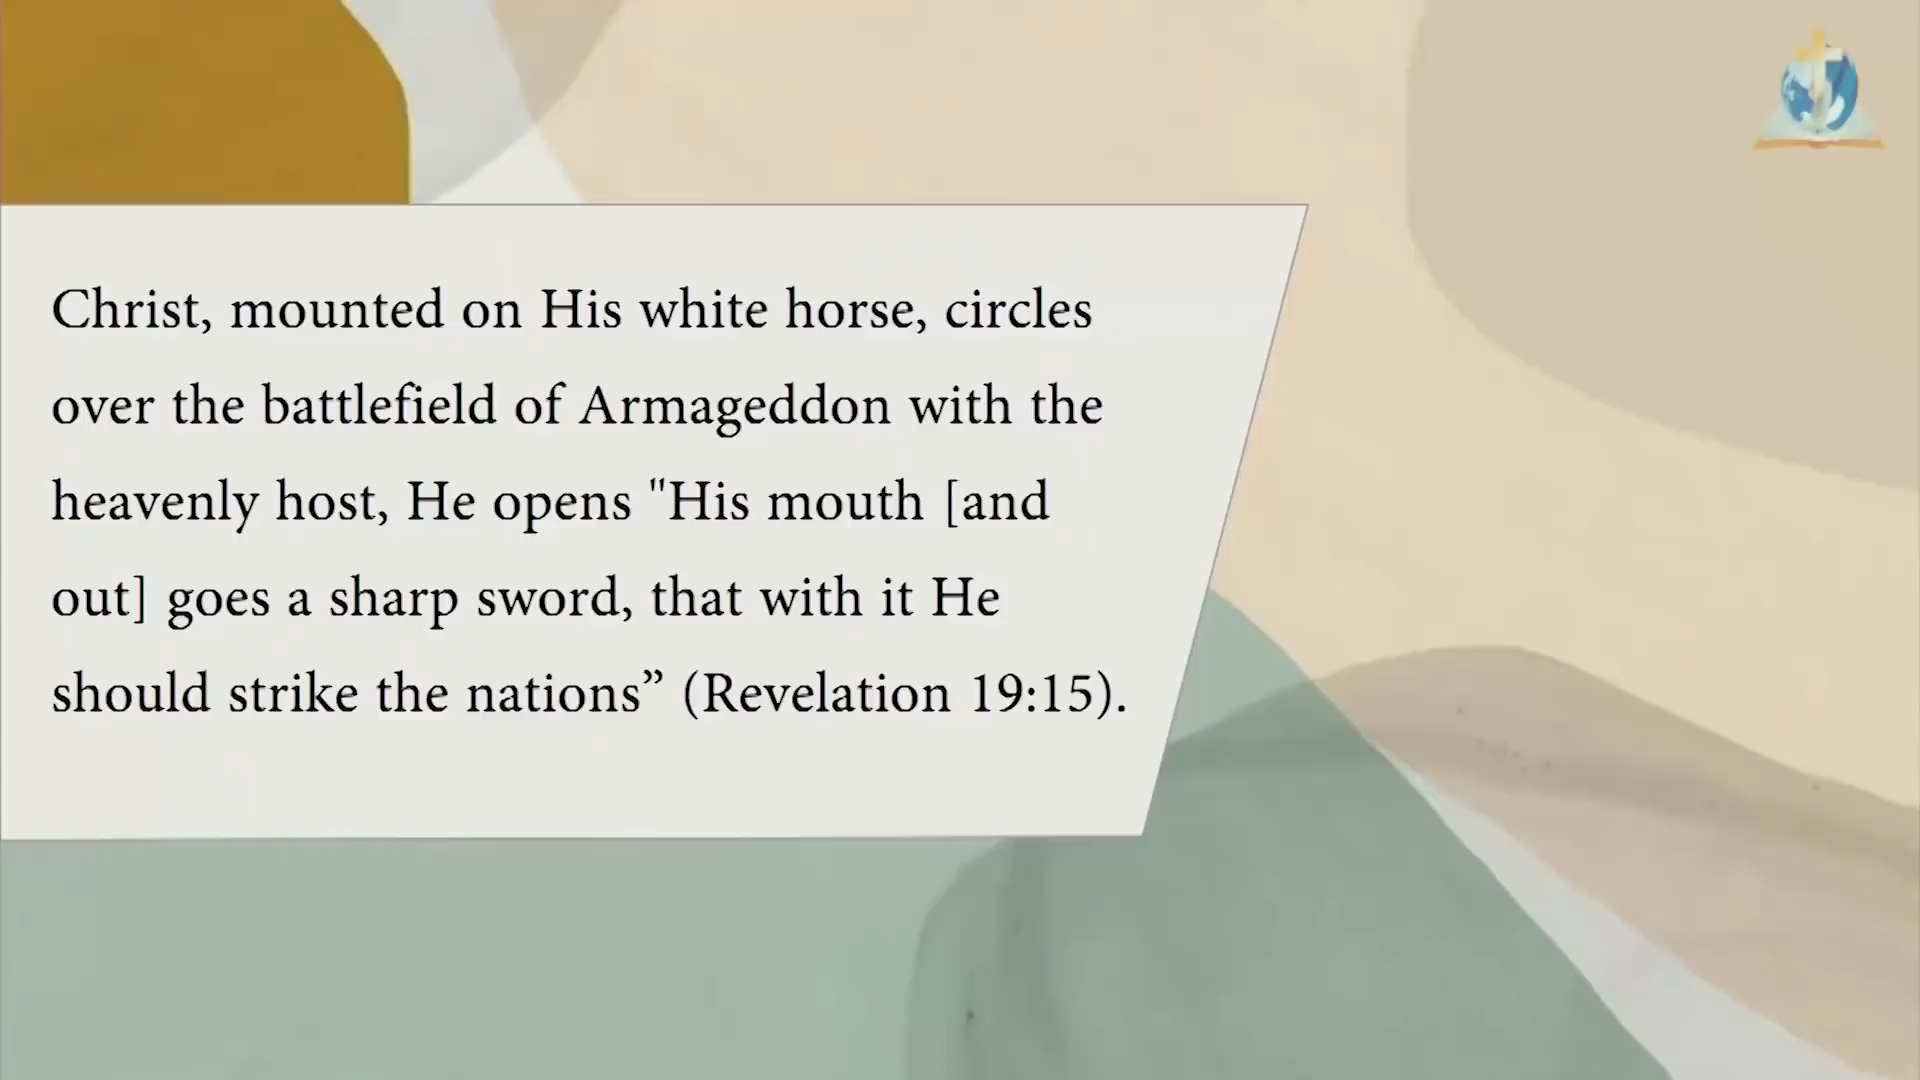 Christ, mounted on His white horse, circles
over the battlefield of Armageddon with the
heavenly host, He opens "His mouth [and
out] goes a sharp sword, that with it He
should strike the nations” (Revelation 19:15).